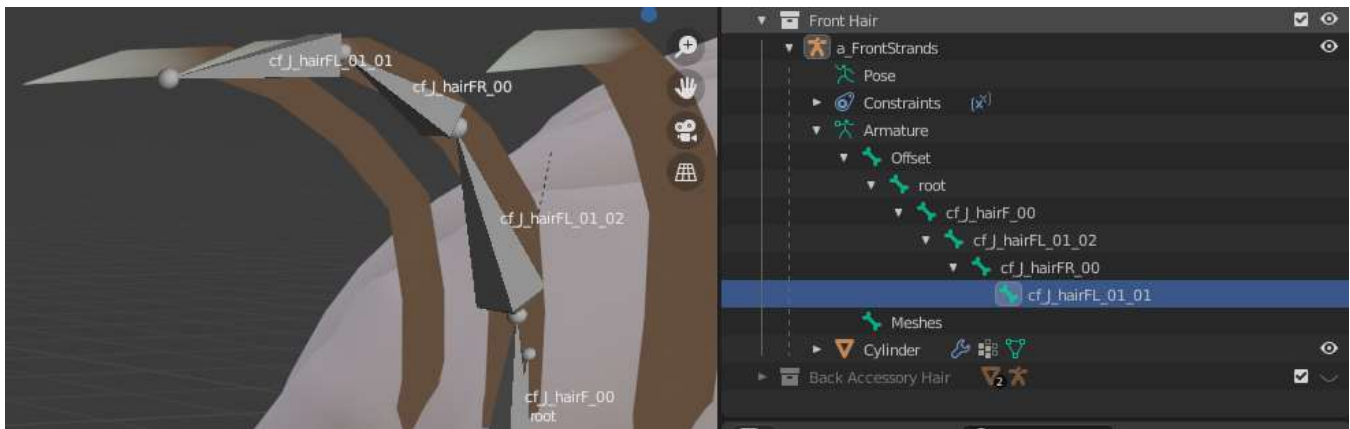 cf_J_hairFL_01_01
cf_J_hairFR_00
cf_J_hairFL_01_02
cf_J_hairF_00
root
Front Hair
a_FrontStrands
Pose
Constraints
Armature
Offset
root
cf_J_hairF_00
cf_J_hairFL_01_02
cf_J_hairFR_00
cf_J_hairFL_01_01
Meshes
Cylinder
Back Accessory Hair 2